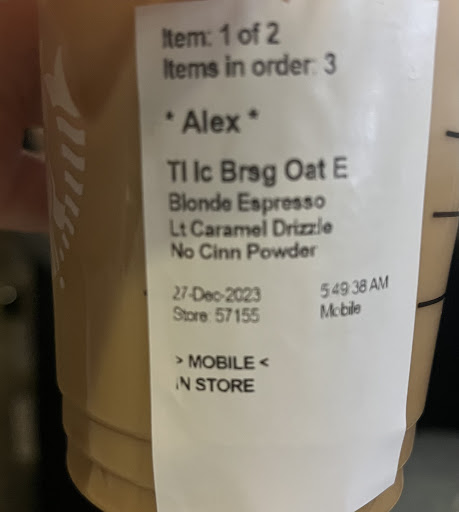 Item: 1 of 2
Items in order: 3
* Alex *
Tl Ic Brsg Oat E
Blonde Espresso
Lt Caramel Drizzle
No Cinn Powder
27-Dec-2023 5:49:38 AM
Store: 57155 Mobile
> MOBILE <
IN STORE